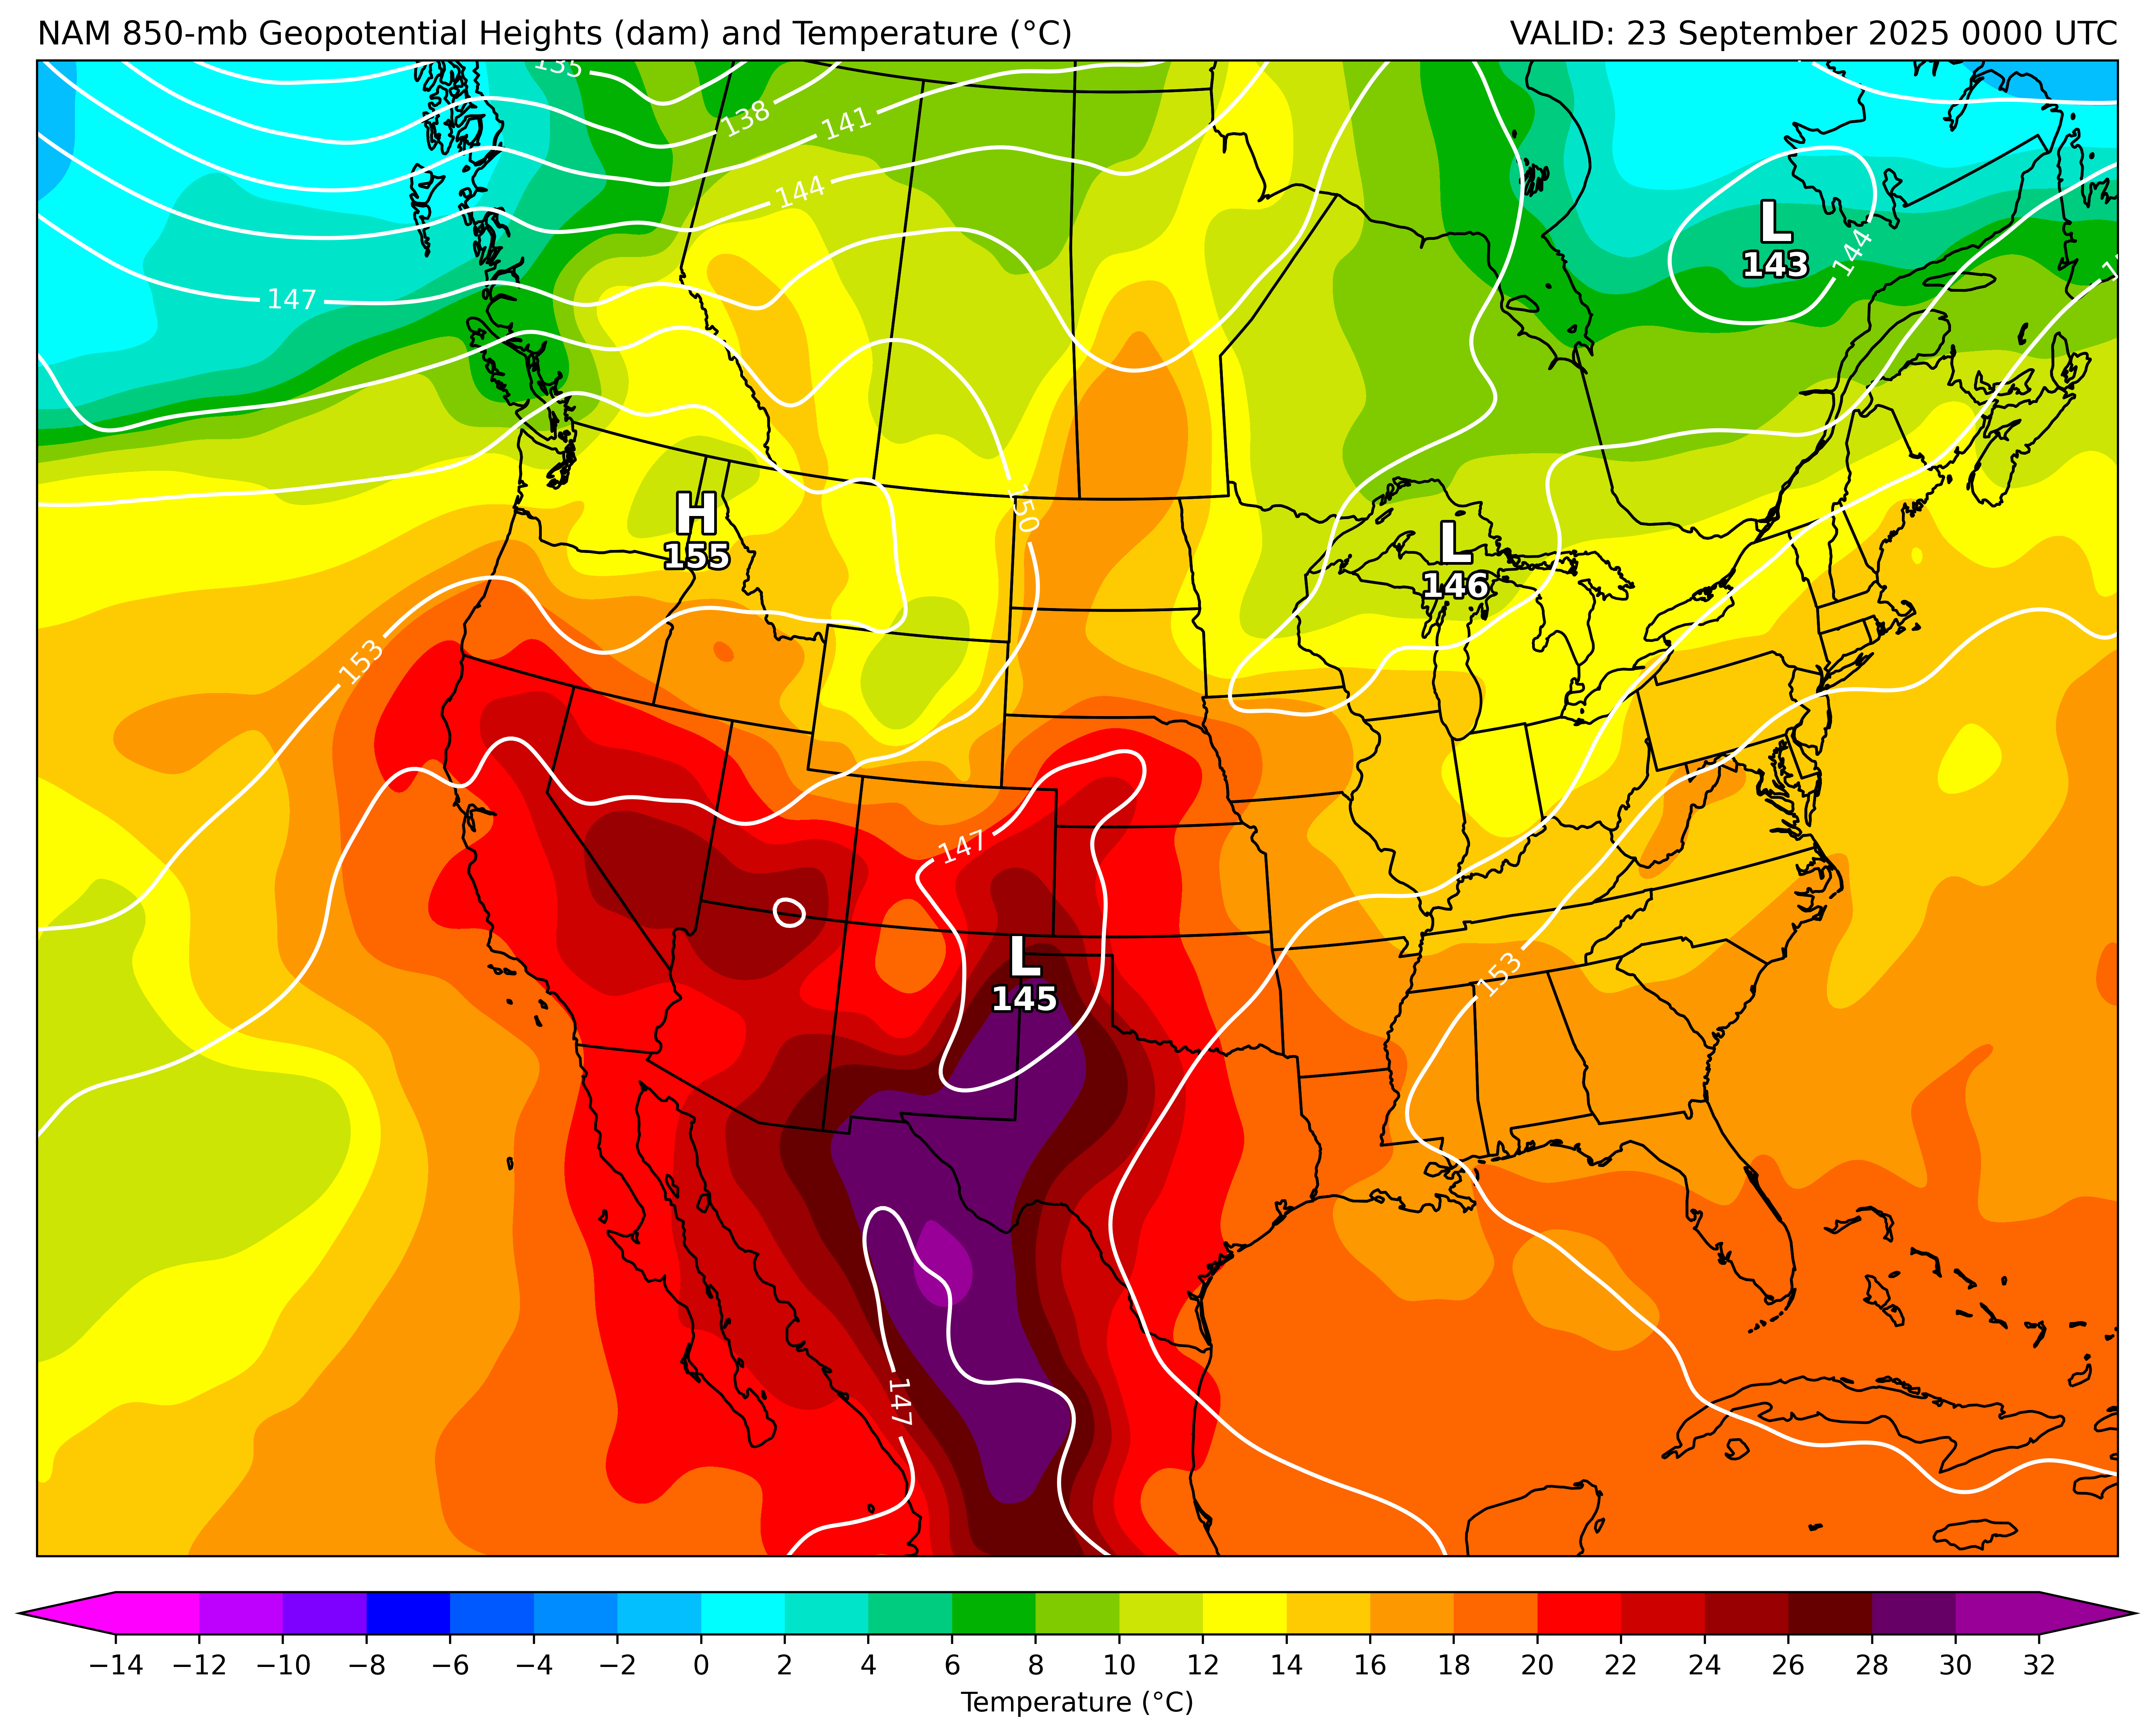 NAM 850-mb Geopotential Heights (dam) and Temperature (°C)
VALID: 23 September 2025 0000 UTC
135
138
141
144
147
L
143
144
H
155
150
L
146
153
147
L
145
153
147
−14 −12 −10 −8 −6 −4 −2 0 2 4 6 8 10 12 14 16 18 20 22 24 26 28 30 32
Temperature (°C)